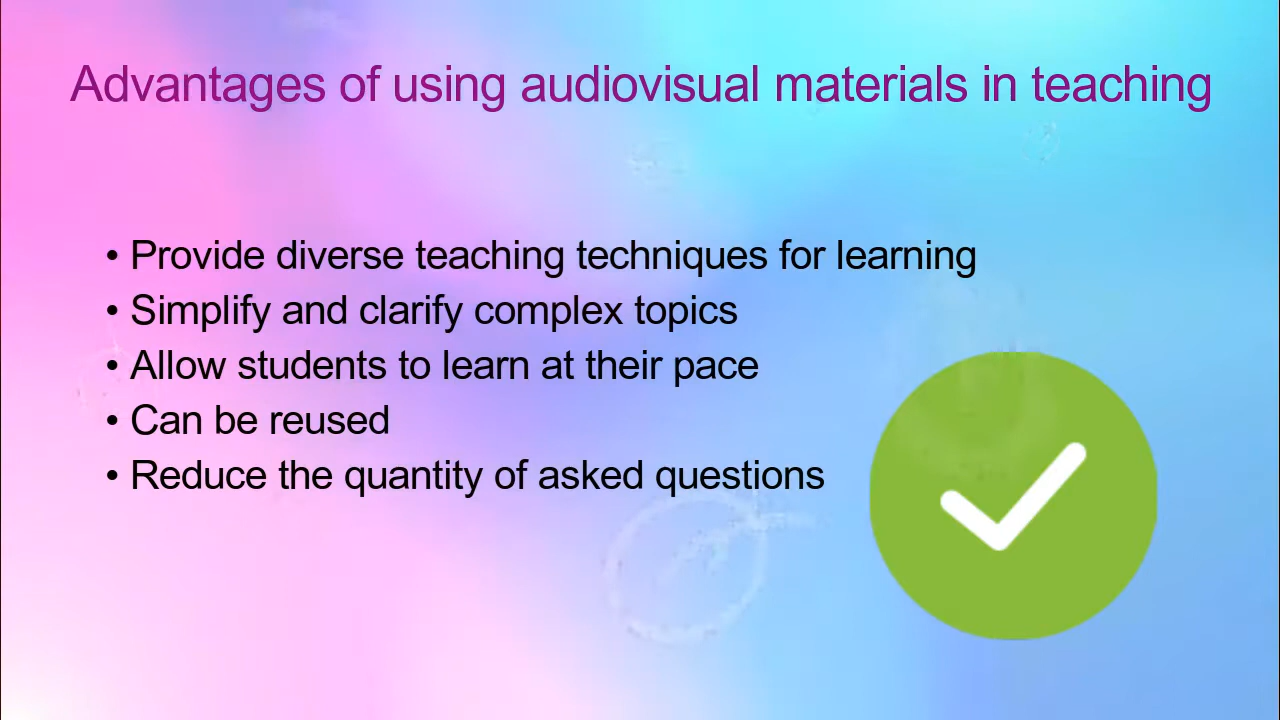 Advantages of using audiovisual materials in teaching
• Provide diverse teaching techniques for learning
• Simplify and clarify complex topics
• Allow students to learn at their pace
• Can be reused
• Reduce the quantity of asked questions